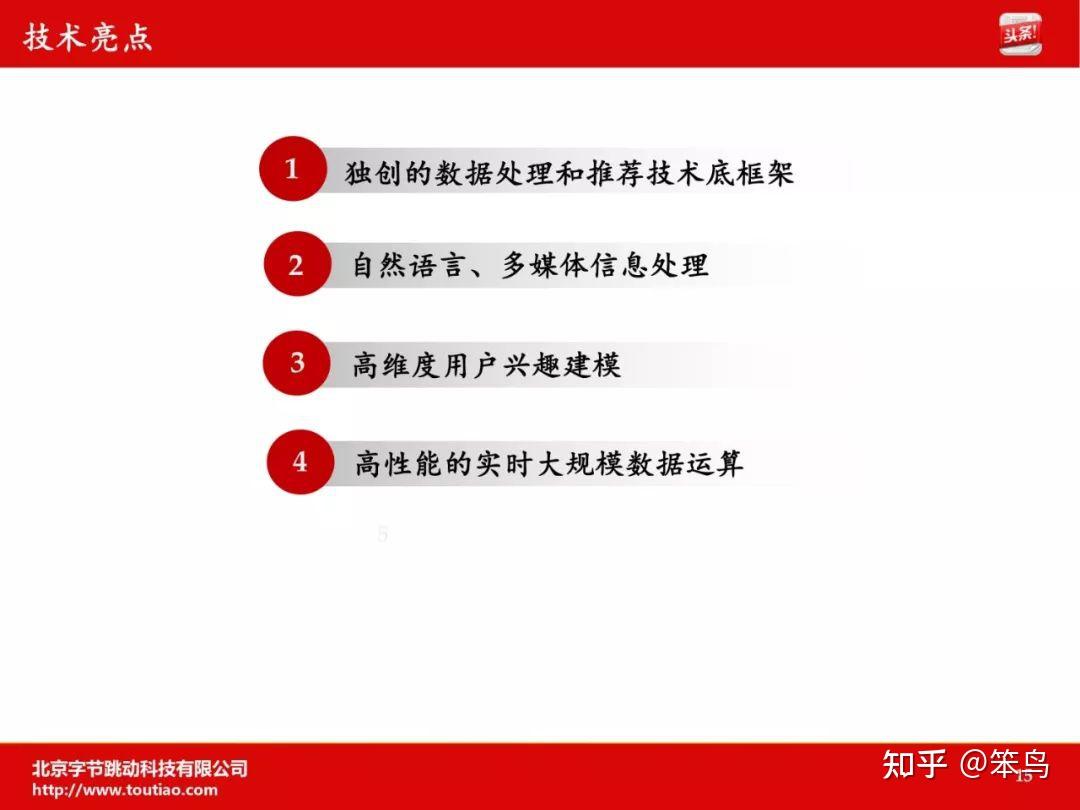 技术亮点
头条!
1
独创的数据处理和推荐技术底框架
2
自然语言、多媒体信息处理
3
高维度用户兴趣建模
4
高性能的实时大规模数据运算
5
北京字节跳动科技有限公司
http://www.toutiao.com
知乎 @笨鸟
15